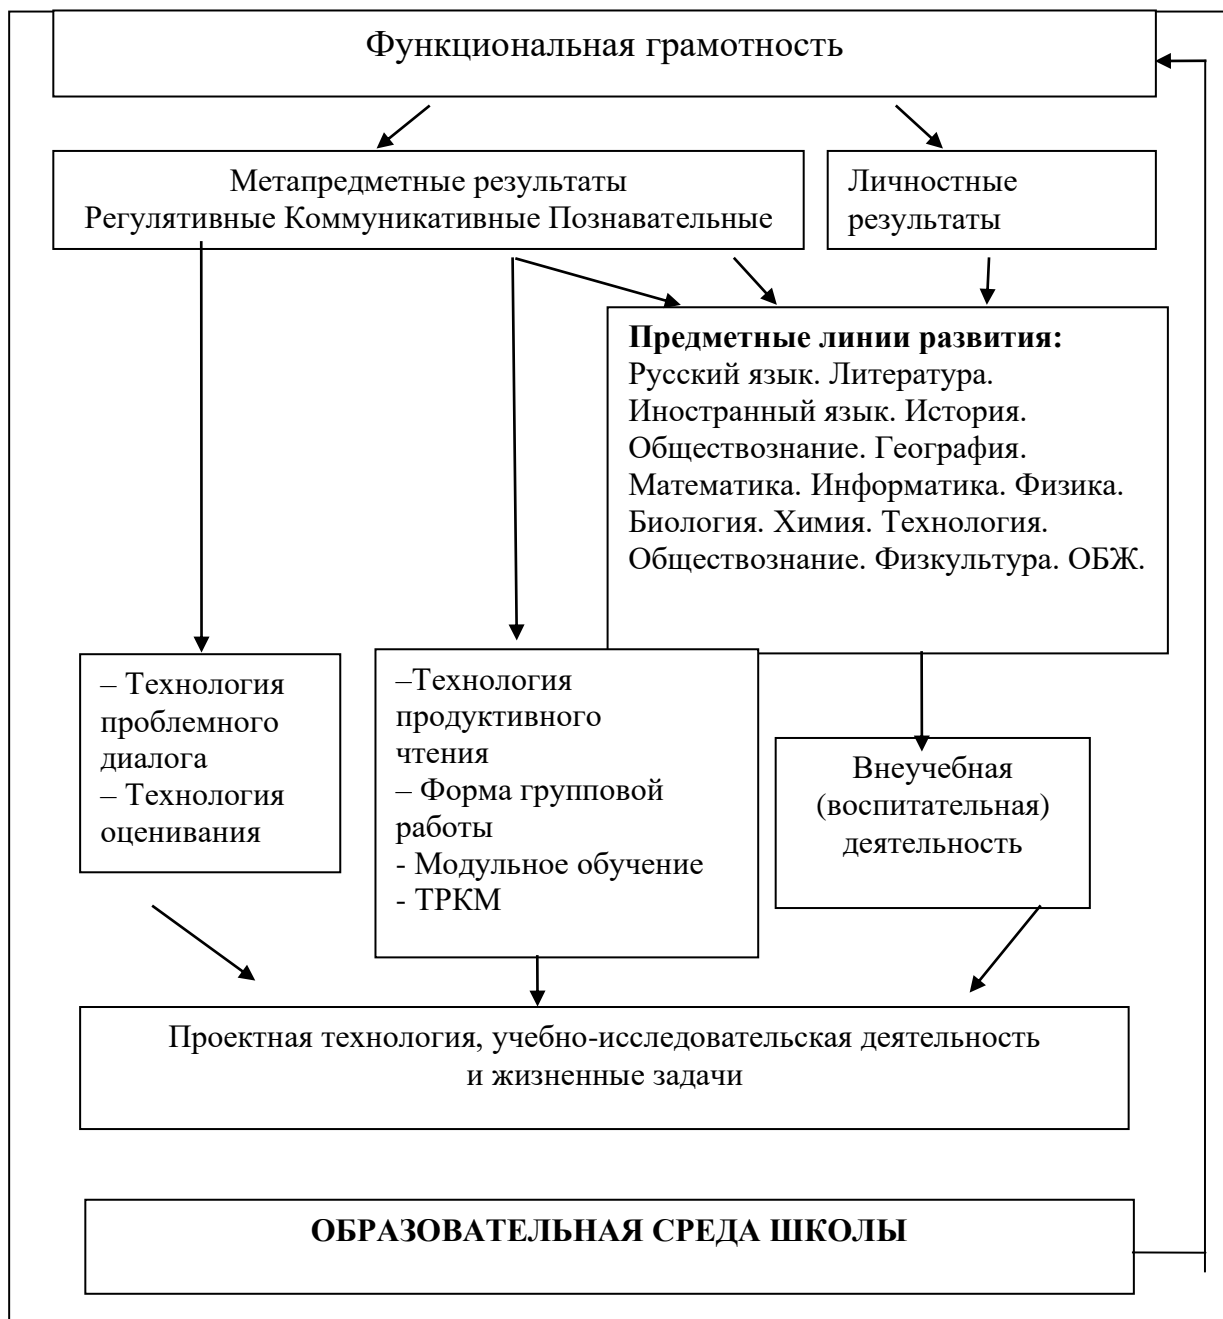 Функциональная грамотность
Метапредметные результаты
Регулятивные Коммуникативные Познавательные
Личностные
результаты
Предметные линии развития:
Русский язык. Литература.
Иностранный язык. История.
Обществознание. География.
Математика. Информатика. Физика.
Биология. Химия. Технология.
Обществознание. Физкультура. ОБЖ.
– Технология
проблемного
диалога
– Технология
оценивания
–Технология
продуктивного
чтения
– Форма групповой
работы
- Модульное обучение
- ТРКМ
Внеучебная
(воспитательная)
деятельность
Проектная технология, учебно-исследовательская деятельность
и жизненные задачи
ОБРАЗОВАТЕЛЬНАЯ СРЕДА ШКОЛЫ